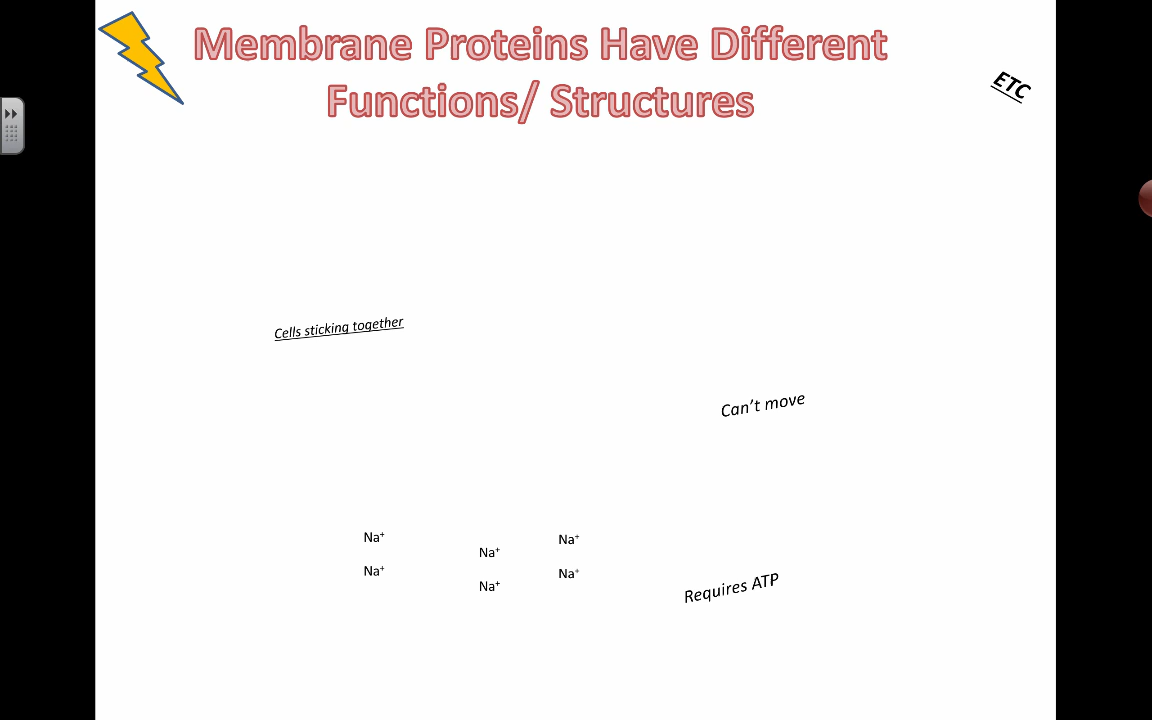 Membrane Proteins Have Different
Functions/ Structures
ETC
Cells sticking together
Can't move
Na⁺
Na⁺
Na⁺
Na⁺
Na⁺
Na⁺
Requires ATP